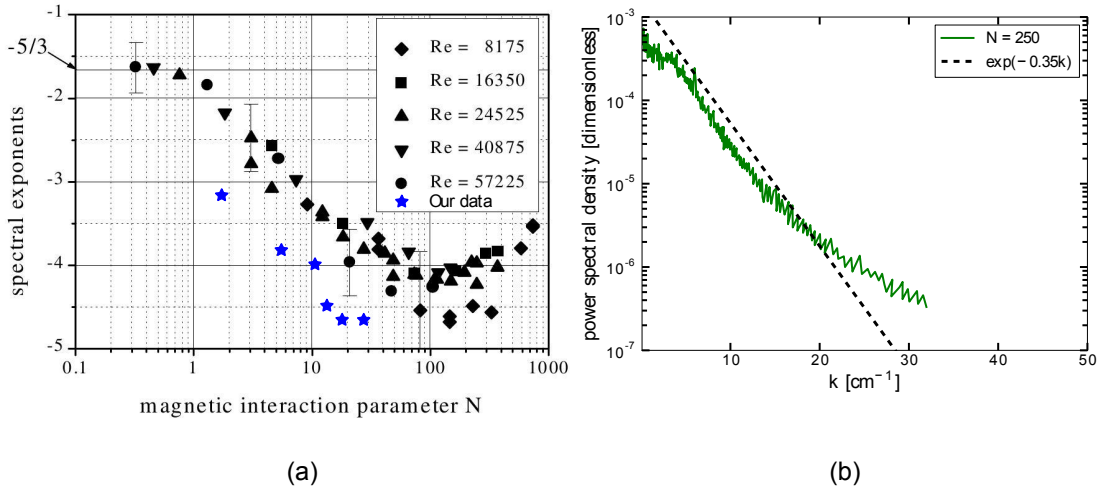 -1
-5/3
-2
-3
-4
-5
spectral exponents
0.1 1 10 100 1000
magnetic interaction parameter N
Re = 8175
Re = 16350
Re = 24525
Re = 40875
Re = 57225
Our data
(a)
10⁻³
10⁻⁴
10⁻⁵
10⁻⁶
10⁻⁷
power spectral density [dimensionless]
10 20 30 40 50
k [cm⁻¹]
N = 250
exp(−0.35k)
(b)